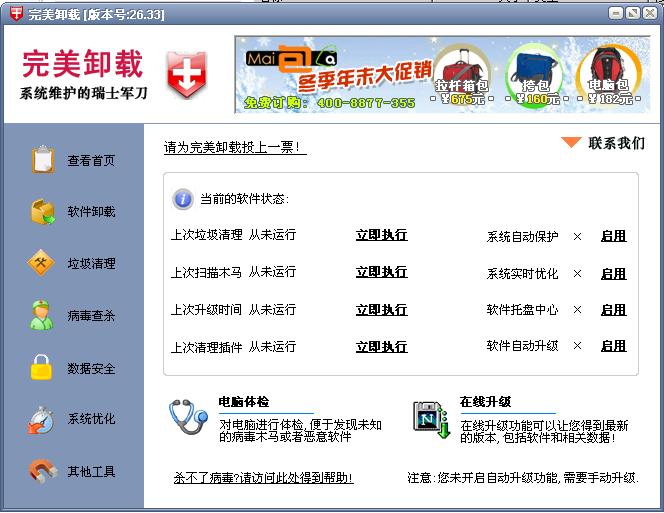 完美卸载 [版本号:26.33]
完美卸载
系统维护的瑞士军刀
Mai
冬季年末大促销
免费订购: 400-8877-355
拉杆箱包
- ¥675元 -
挎包
- ¥160元 -
电脑包
- ¥182元 -
请为完美卸载投上一票!
联系我们
查看首页
软件卸载
垃圾清理
病毒查杀
数据安全
系统优化
其他工具
当前的软件状态:
上次垃圾清理 从未运行 立即执行 系统自动保护 × 启用
上次扫描木马 从未运行 立即执行 系统实时优化 × 启用
上次升级时间 从未运行 立即执行 软件托盘中心 × 启用
上次清理插件 从未运行 立即执行 软件自动升级 × 启用
电脑体检
对电脑进行体检,便于发现未知
的病毒木马或者恶意软件
在线升级
在线升级功能可以让您得到最新
的版本,包括软件和相关数据!
杀不了病毒?请访问此处得到帮助!
注意:您未开启自动升级功能,需要手动升级.